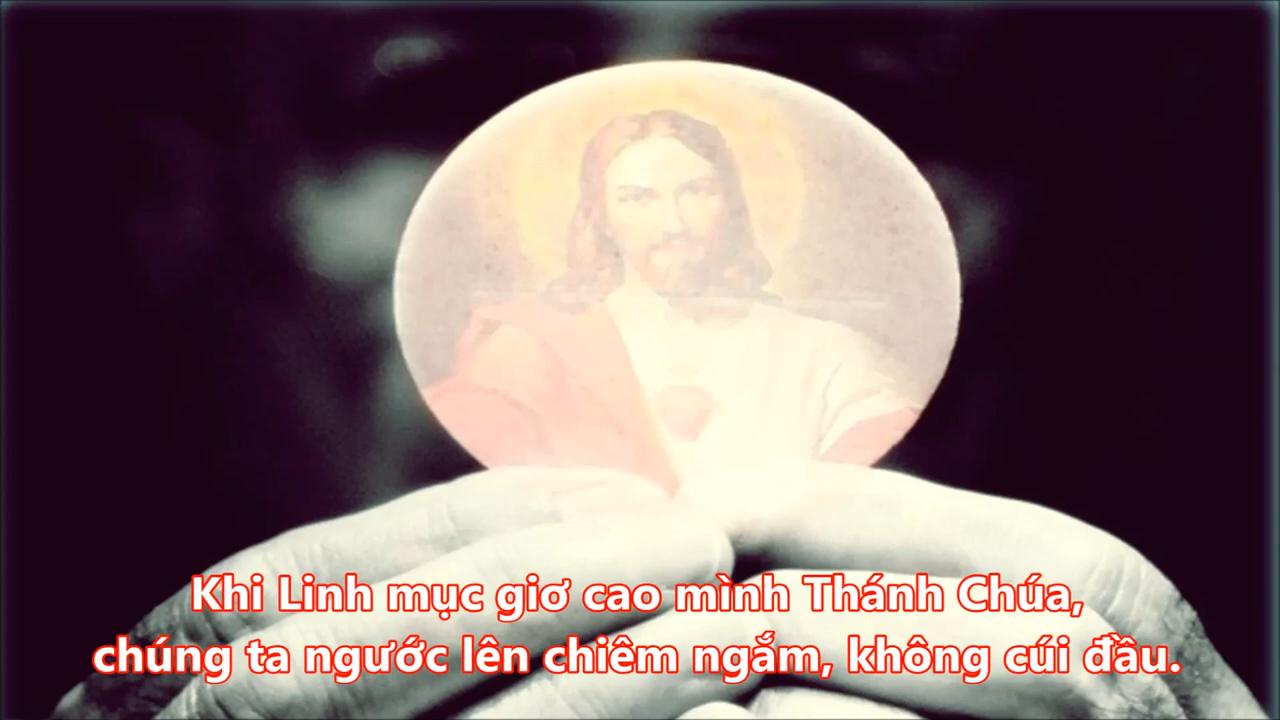 Khi Linh mục giơ cao mình Thánh Chúa,
chúng ta ngước lên chiêm ngắm, không cúi đầu.